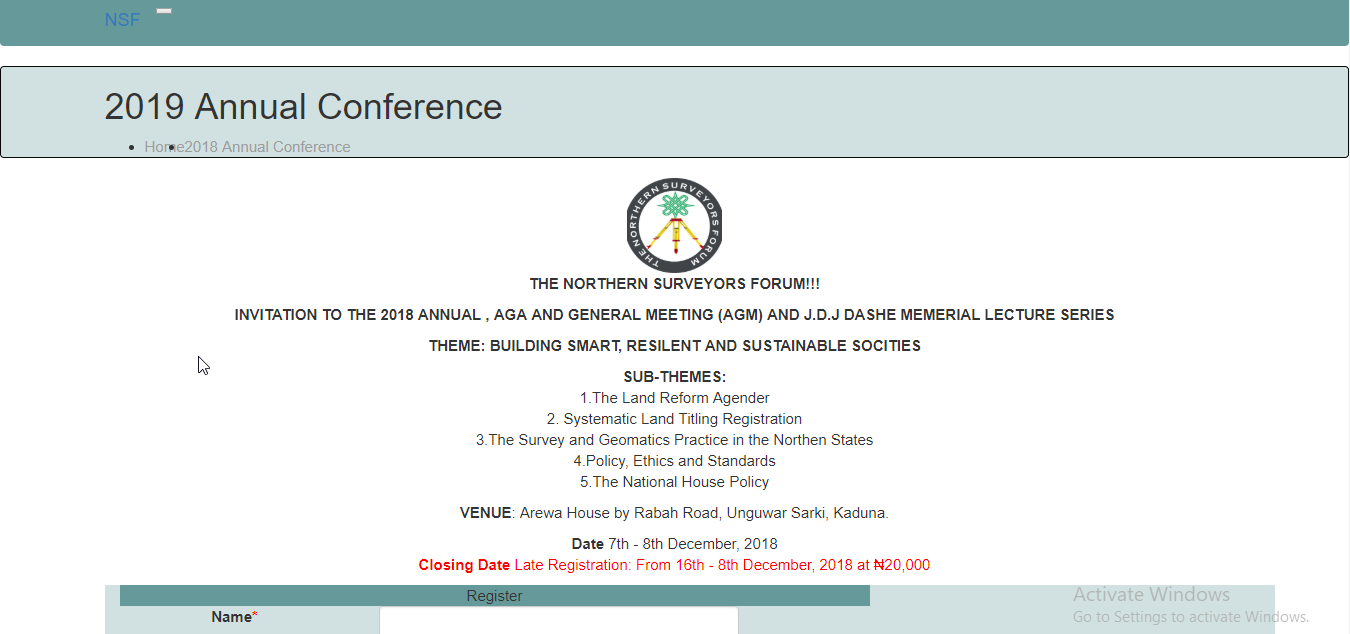 NSF
2019 Annual Conference
Home2018 Annual Conference
THE NORTHERN SURVEYORS FORUM
THE NORTHERN SURVEYORS FORUM!!!
INVITATION TO THE 2018 ANNUAL , AGA AND GENERAL MEETING (AGM) AND J.D.J DASHE MEMERIAL LECTURE SERIES
THEME: BUILDING SMART, RESILENT AND SUSTAINABLE SOCITIES
SUB-THEMES:
1.The Land Reform Agender
2. Systematic Land Titling Registration
3.The Survey and Geomatics Practice in the Northen States
4.Policy, Ethics and Standards
5.The National House Policy
VENUE: Arewa House by Rabah Road, Unguwar Sarki, Kaduna.
Date 7th - 8th December, 2018
Closing Date Late Registration: From 16th - 8th December, 2018 at ₦20,000
Register
Name*
Activate Windows
Go to Settings to activate Windows.